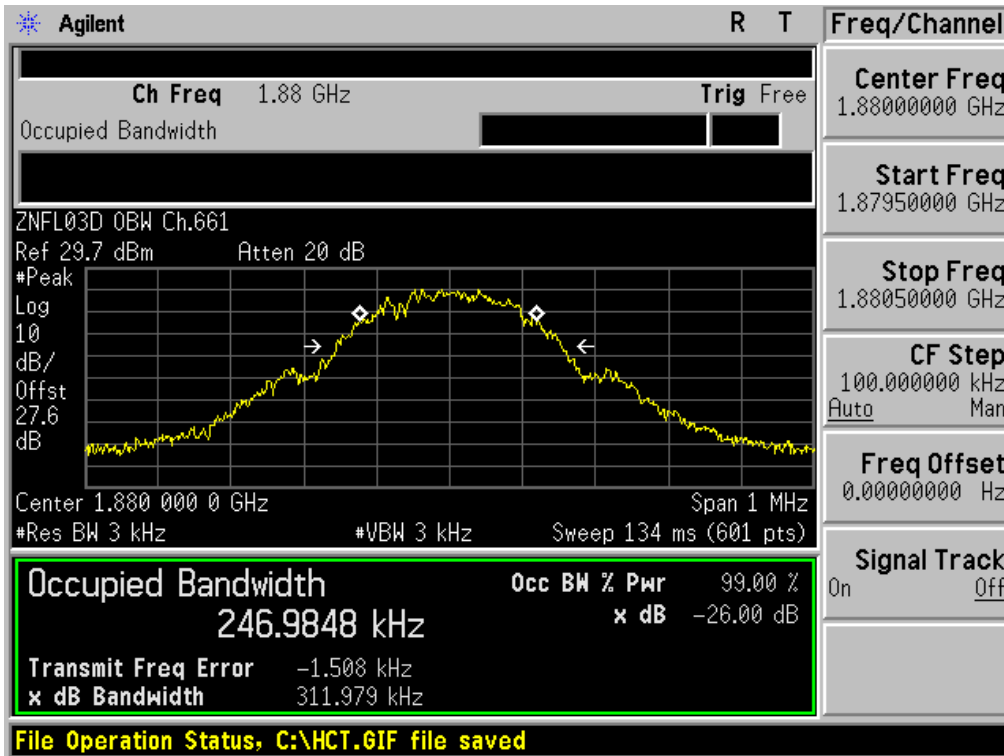 Agilent
R T
Freq/Channel
Ch Freq 1.88 GHz
Trig Free
Occupied Bandwidth
Center Freq
1.88000000 GHz
Start Freq
1.87950000 GHz
Stop Freq
1.88050000 GHz
CF Step
100.000000 kHz
Auto Man
Freq Offset
0.00000000 Hz
Signal Track
On Off
ZNFL03D OBW Ch.661
Ref 29.7 dBm Atten 20 dB
#Peak
Log
10
dB/
Offst
27.6
dB
Center 1.880 000 0 GHz Span 1 MHz
#Res BW 3 kHz #VBW 3 kHz Sweep 134 ms (601 pts)
Occupied Bandwidth
246.9848 kHz
Occ BW % Pwr 99.00 %
x dB -26.00 dB
Transmit Freq Error -1.508 kHz
x dB Bandwidth 311.979 kHz
File Operation Status, C:\HCT.GIF file saved